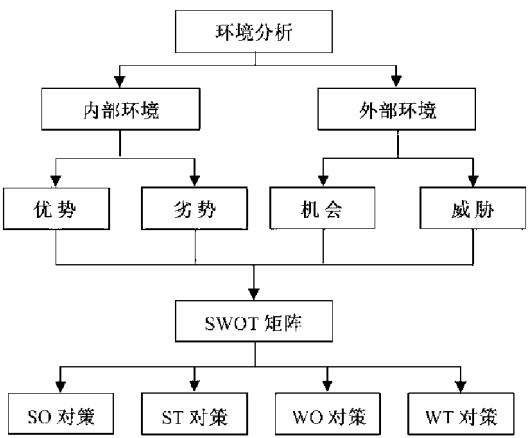 环境分析
内部环境
外部环境
优势
劣势
机会
威胁
SWOT 矩阵
SO 对策
ST 对策
WO 对策
WT 对策